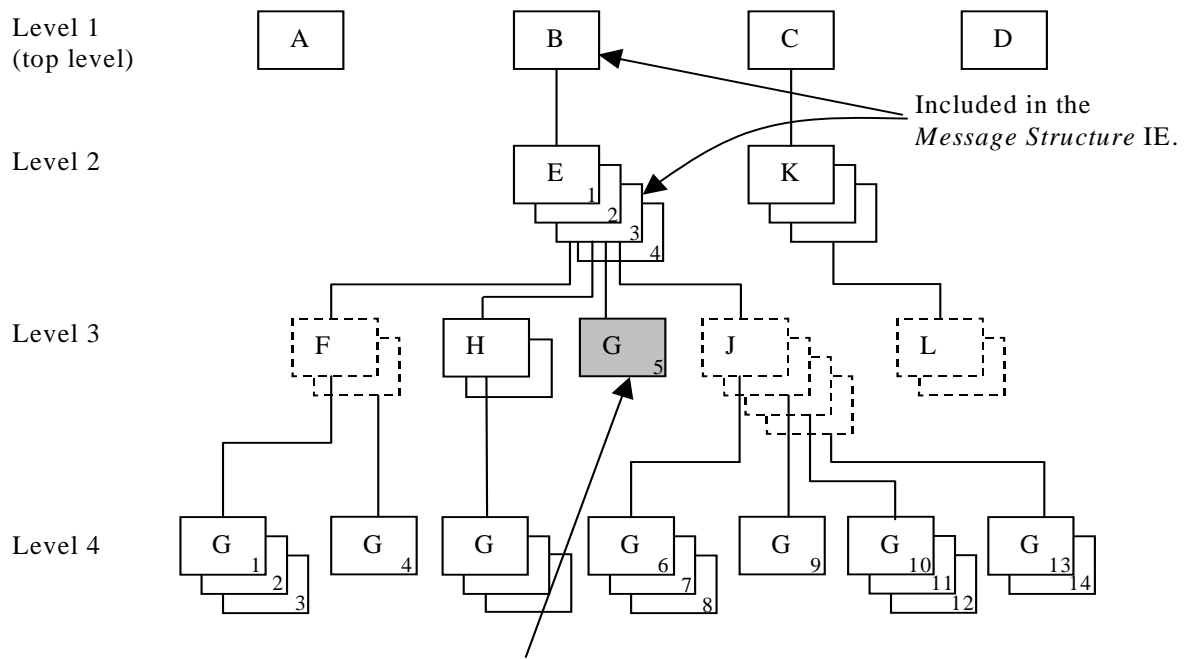 Level 1
(top level)
A
B
C
D
Included in the
Message Structure IE.
Level 2
E
1
2
3
4
K
Level 3
F
H
G
5
J
L
Level 4
G
1
2
3
G
4
G
G
6
7
8
G
9
G
10
11
12
G
13
14